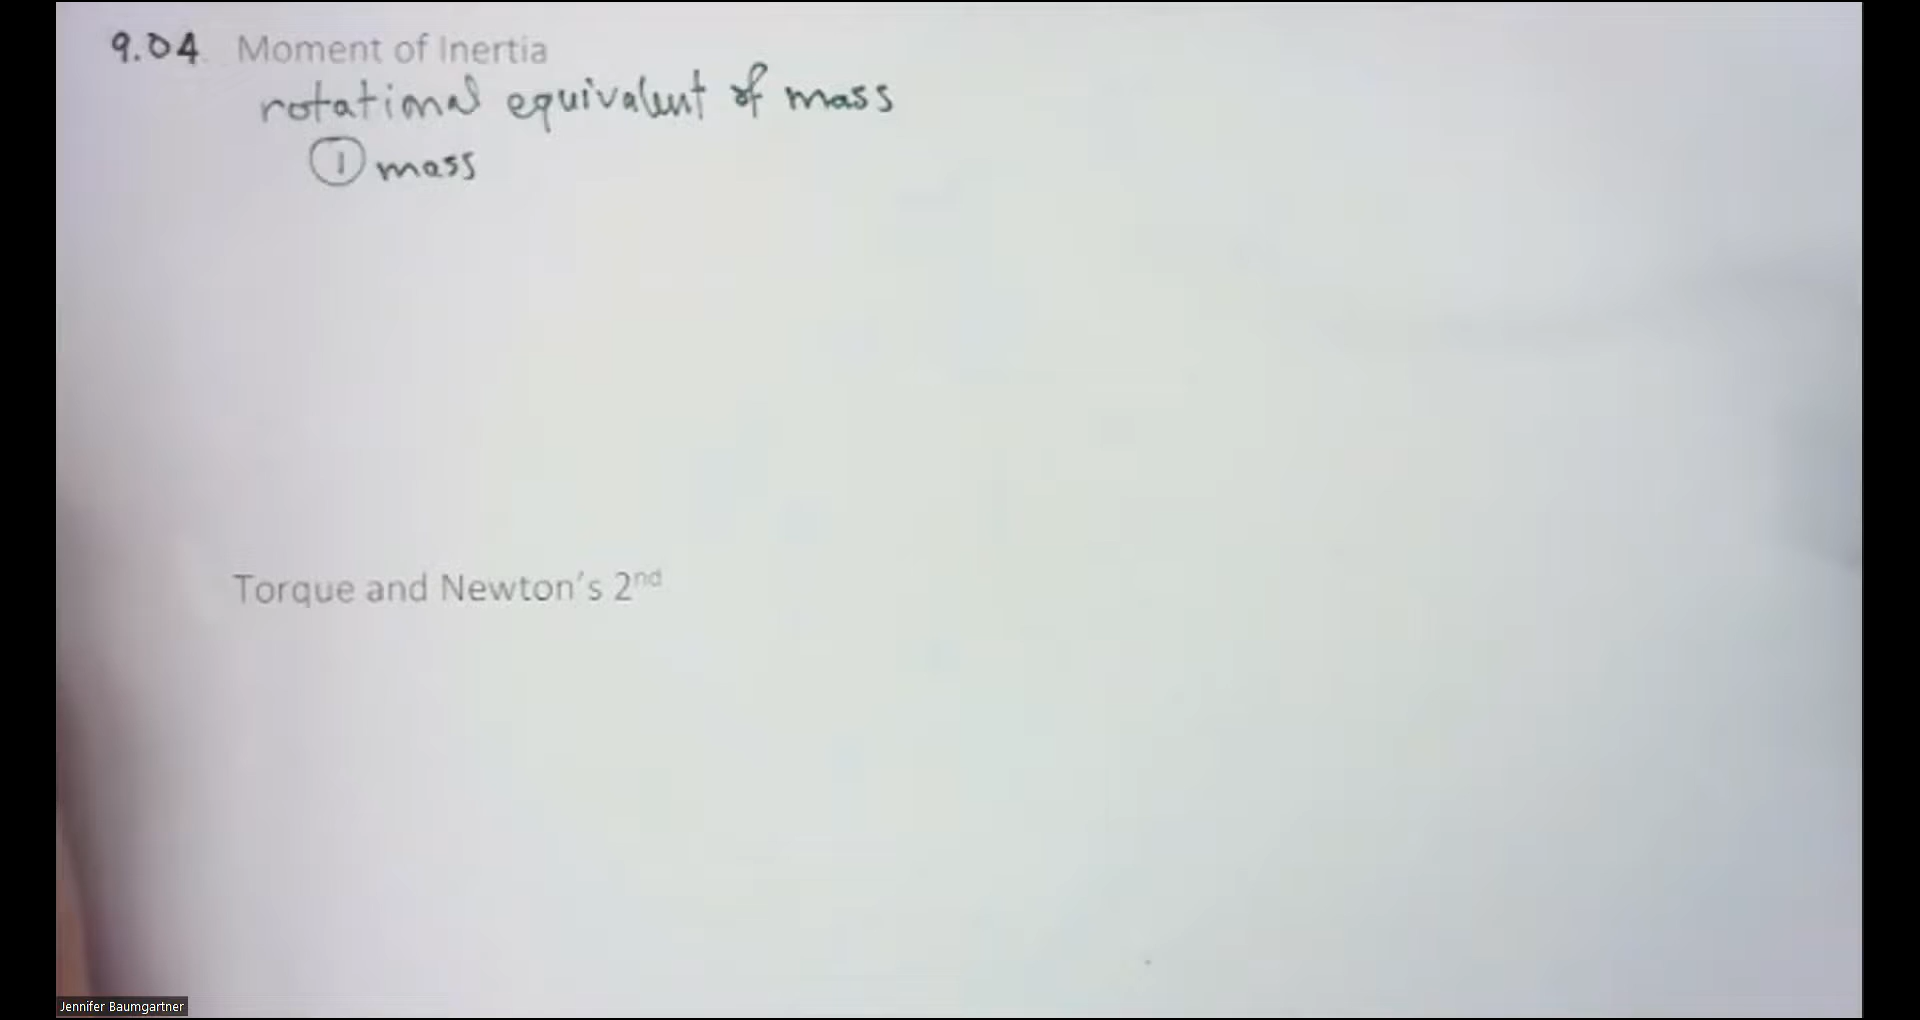 9.04 Moment of Inertia
rotational equivalent of mass
① mass
Torque and Newton's 2nd
Jennifer Baumgartner